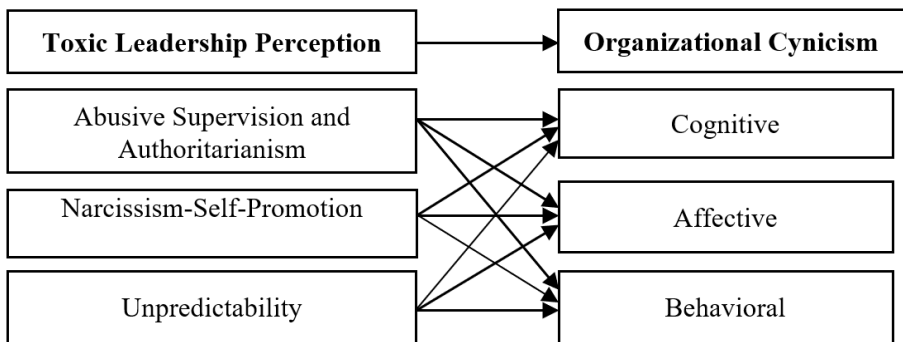 Toxic Leadership Perception
Organizational Cynicism
Abusive Supervision and
Authoritarianism
Cognitive
Narcissism-Self-Promotion
Affective
Unpredictability
Behavioral